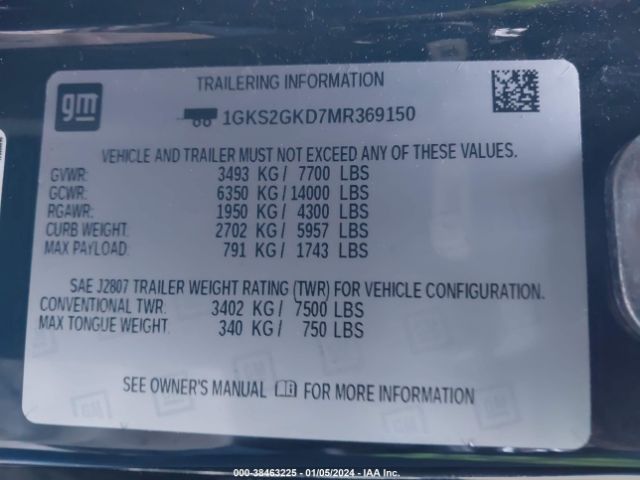 gm
TRAILERING INFORMATION
1GKS2GKD7MR369150
VEHICLE AND TRAILER MUST NOT EXCEED ANY OF THESE VALUES.
GVWR: 3493 KG/ 7700 LBS
GCWR: 6350 KG/14000 LBS
RGAWR: 1950 KG/ 4300 LBS
CURB WEIGHT: 2702 KG/ 5957 LBS
MAX PAYLOAD: 791 KG/ 1743 LBS
SAE J2807 TRAILER WEIGHT RATING (TWR) FOR VEHICLE CONFIGURATION.
CONVENTIONAL TWR: 3402 KG/ 7500 LBS
MAX TONGUE WEIGHT: 340 KG/ 750 LBS
SEE OWNER'S MANUAL FOR MORE INFORMATION
GM GM GM GM
000-38463225 - 01/05/2024 - IAA Inc.